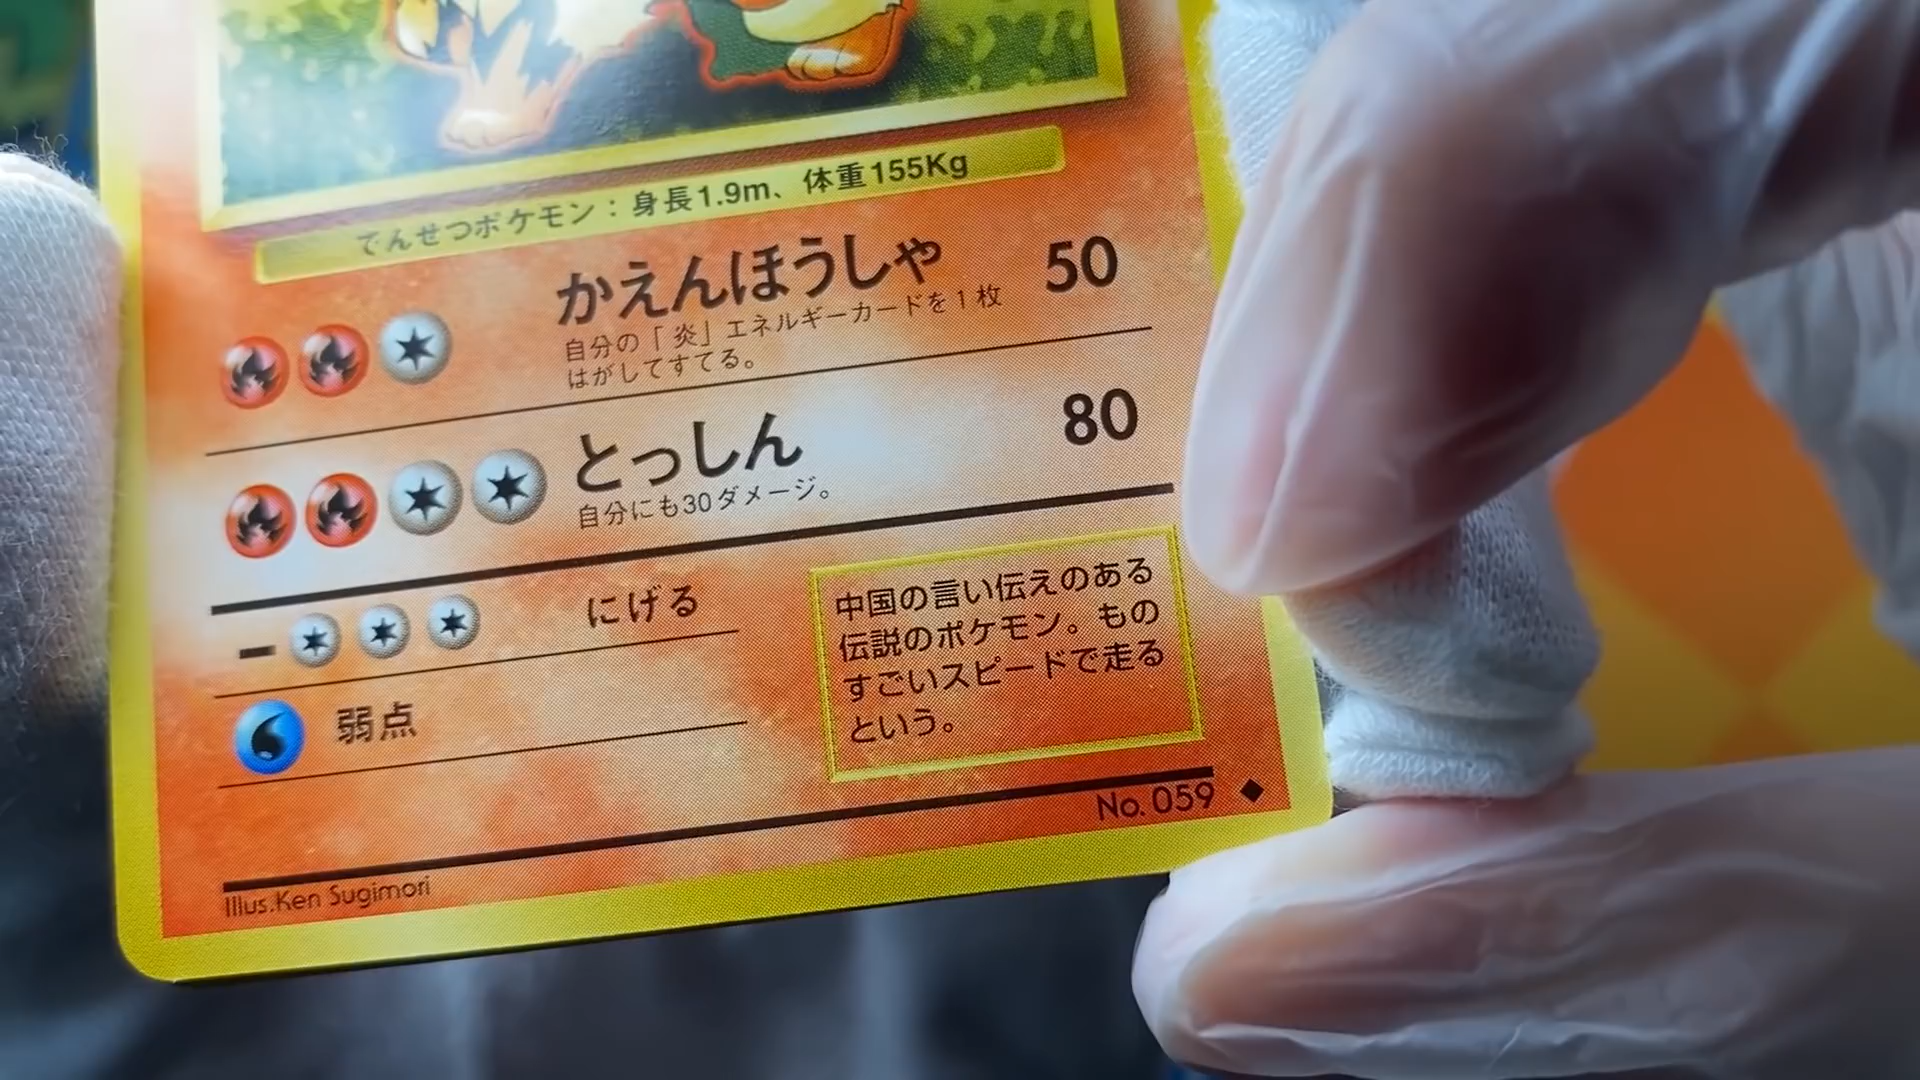 でんせつポケモン：身長1.9m、体重155Kg
かえんほうしゃ 50
自分の「炎」エネルギーカードを1枚
はがしてすてる。
とっしん 80
自分にも30ダメージ。
にげる
弱点
中国の言い伝えのある
伝説のポケモン。もの
すごいスピードで走る
という。
No. 059 ◆
Illus.Ken Sugimori